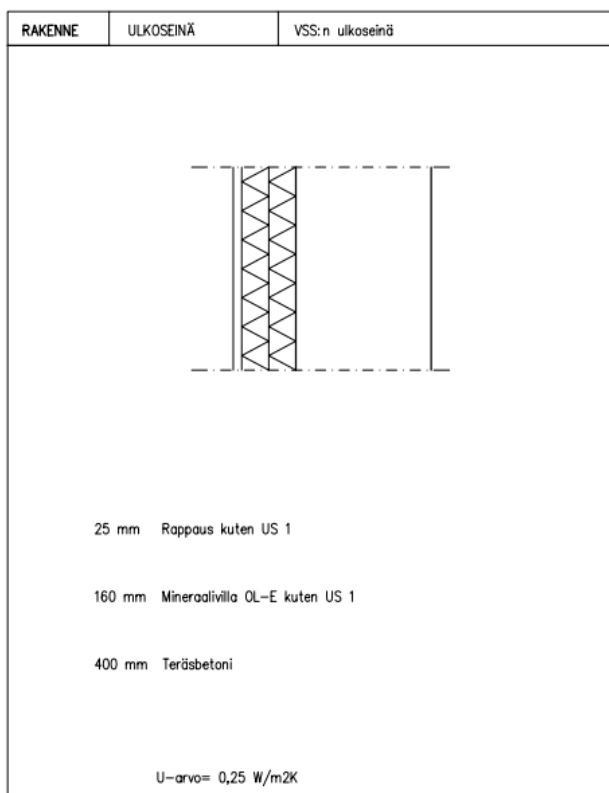 RAKENNE ULKOSEINÄ VSS:n ulkoseinä
25 mm Rappaus kuten US 1
160 mm Mineraalivilla OL-E kuten US 1
400 mm Teräsbetoni
U-arvo= 0,25 W/m2K